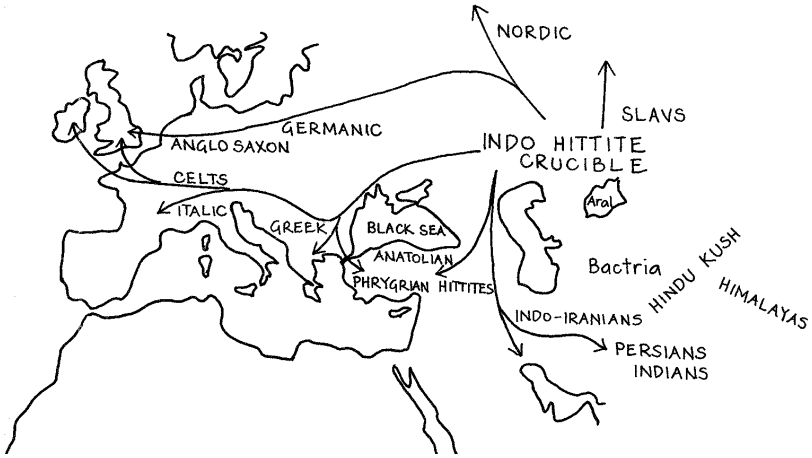 NORDIC
SLAVS
GERMANIC
ANGLO SAXON
INDO HITTITE
CRUCIBLE
CELTS
ITALIC
Aral
GREEK
BLACK SEA
ANATOLIAN
Bactria
HINDU KUSH
PHRYGRIAN HITTITES
HIMALAYAS
INDO-IRANIANS
PERSIANS
INDIANS